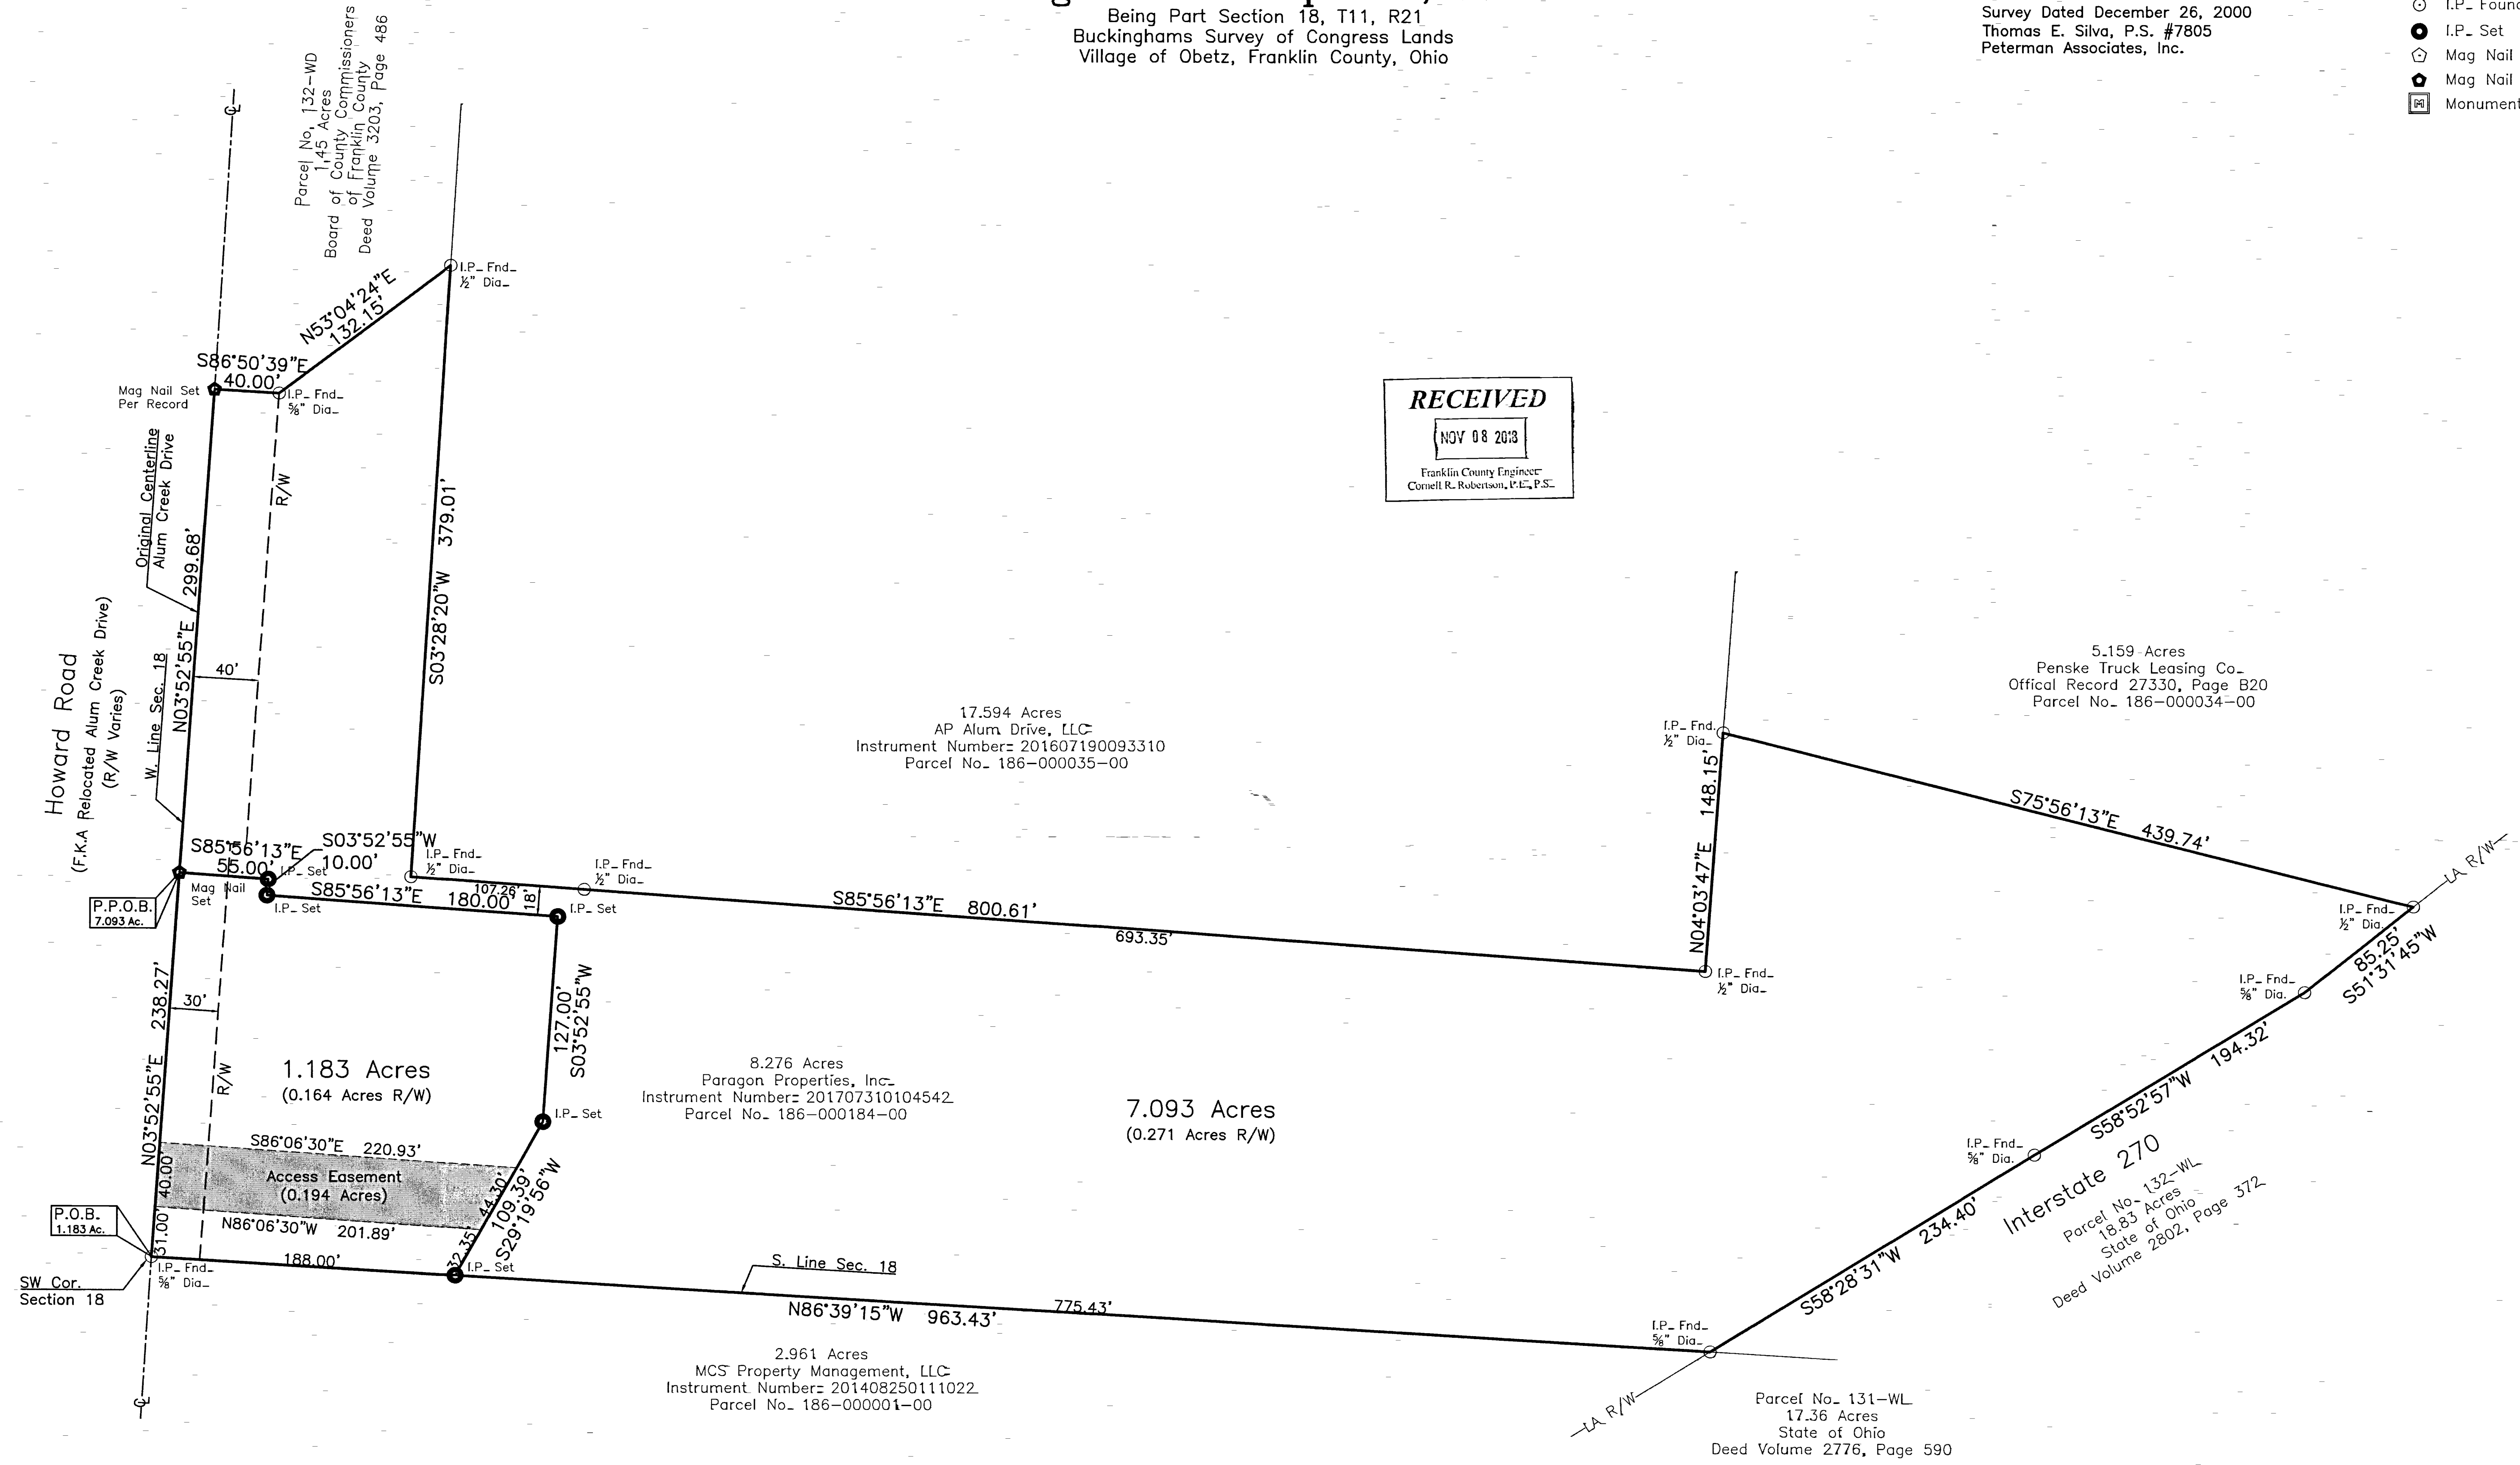 Being Part Section 18, T11, R21
Buckinghams Survey of Congress Lands
Village of Obetz, Franklin County, Ohio
Survey Dated December 26, 2000
Thomas E. Silva, P.S. #7805
Peterman Associates, Inc.
I.P. Set
Mag Nail
Mag Nail
M Monument
Parcel No. 132-WD
1.45 Acres
Board of County Commissioners
of Franklin County
Deed Volume 3203, Page 486
I.P. Fnd.
½" Dia.
N53°04'24"E
132.15'
S86°50'39"E
40.00'
Mag Nail Set
Per Record
I.P. Fnd.
⅝" Dia.
RECEIVED
NOV 08 2018
Franklin County Engineer
Cornell R. Robertson, P.E., P.S.
Original Centerline
Alum Creek Drive
R/W
N03°52'55"E 299.68'
S03°28'20"W 379.01'
40'
W. Line Sec. 18
Howard Road
(F.K.A Relocated Alum Creek Drive)
(R/W Varies)
17.594 Acres
AP Alum Drive, LLC
Instrument Number: 201607190093310
Parcel No. 186-000035-00
5.159 Acres
Penske Truck Leasing Co.
Offical Record 27330, Page B20
Parcel No. 186-000034-00
I.P. Fnd.
½" Dia.
N04°03'47"E 148.15'
S75°56'13"E 439.74'
LA R/W
S85°56'13"E
55.00'
S03°52'55"W
10.00'
I.P. Set
I.P. Fnd.
½" Dia.
I.P. Fnd.
½" Dia.
Mag Nail
Set
I.P. Set
P.P.O.B.
7.093 Ac.
S85°56'13"E 180.00'
107.26'
18'
I.P. Set
S85°56'13"E 800.61'
693.35'
I.P. Fnd.
½" Dia.
I.P. Fnd.
½" Dia.
85.25'
S51°31'45"W
I.P. Fnd.
⅝" Dia.
N03°52'55"E 238.27'
30'
R/W
127.00'
S03°52'55"W
1.183 Acres
(0.164 Acres R/W)
8.276 Acres
Paragon Properties, Inc.
Instrument Number: 201707310104542
Parcel No. 186-000184-00
7.093 Acres
(0.271 Acres R/W)
S58°52'57"W 194.32'
I.P. Set
I.P. Fnd.
⅝" Dia.
S86°06'30"E 220.93'
40.00'
Access Easement
(0.194 Acres)
44.30'
109.39'
S29°19'56"W
N86°06'30"W 201.89'
32.35'
P.O.B.
1.183 Ac.
31.00'
I.P. Fnd.
⅝" Dia.
188.00'
I.P. Set
SW Cor.
Section 18
S. Line Sec. 18
N86°39'15"W 963.43'
775.43'
Interstate 270
Parcel No. 132-WL
18.83 Acres
State of Ohio
Deed Volume 2802, Page 372
S58°28'31"W 234.40'
I.P. Fnd.
⅝" Dia.
2.961 Acres
MCS Property Management, LLC
Instrument Number: 201408250111022
Parcel No. 186-000001-00
LA R/W
Parcel No. 131-WL
17.36 Acres
State of Ohio
Deed Volume 2776, Page 590